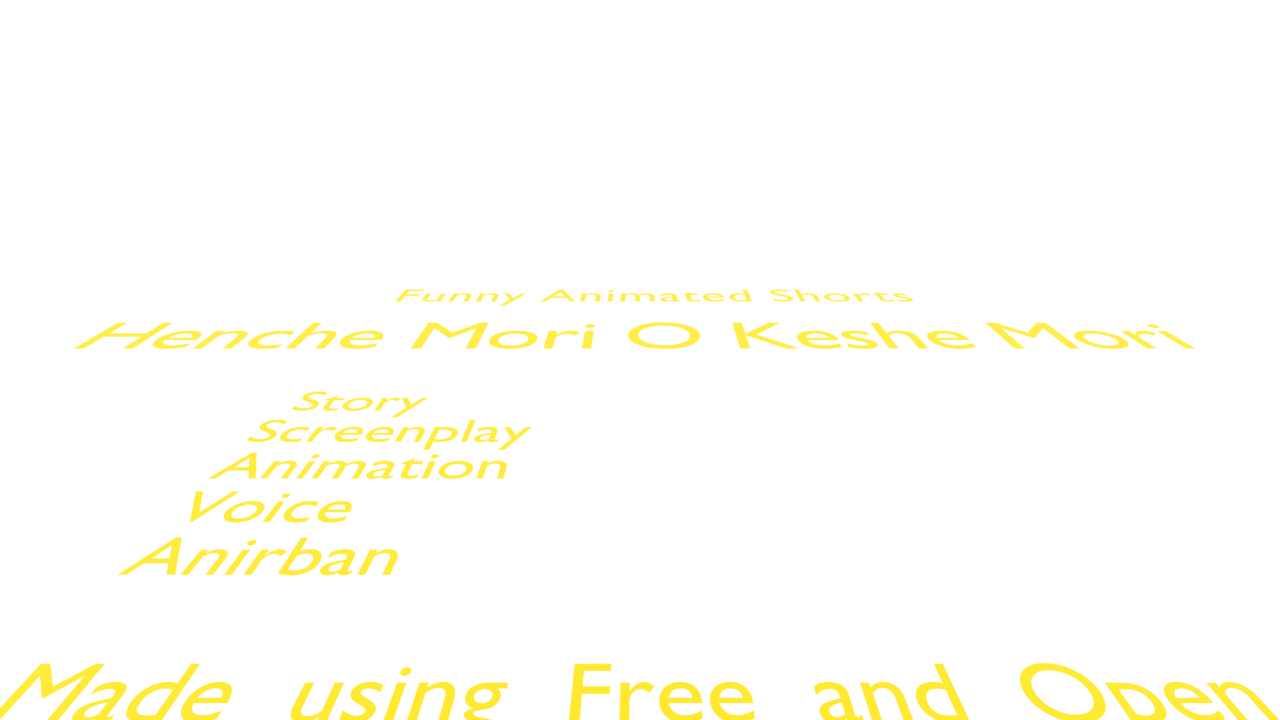 Funny Animated Shorts
Henche Mori O Keshe Mori
Story
Screenplay
Animation
Voice
Anirban
Made using Free and Open